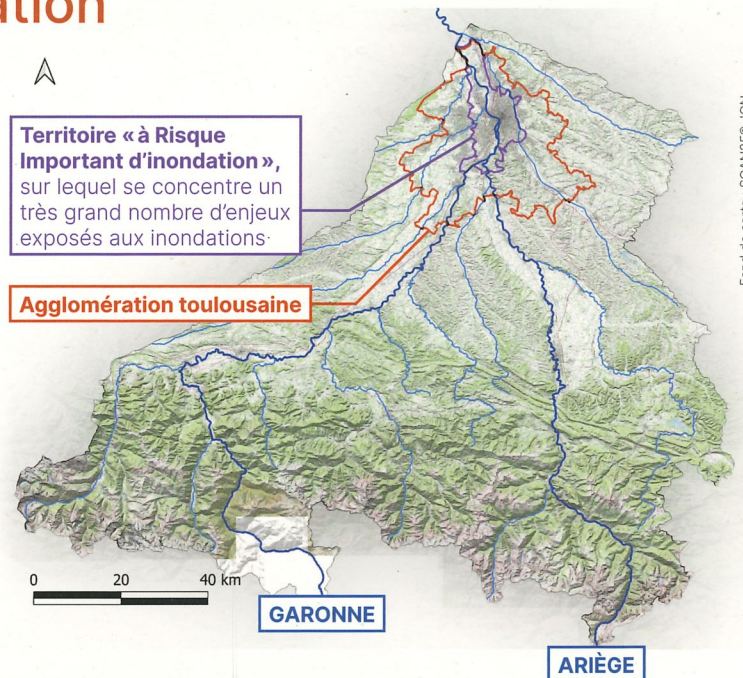 ation
Territoire « à Risque
Important d'inondation »,
sur lequel se concentre un
très grand nombre d'enjeux
exposés aux inondations
Agglomération toulousaine
0 20 40 km
GARONNE
ARIÈGE